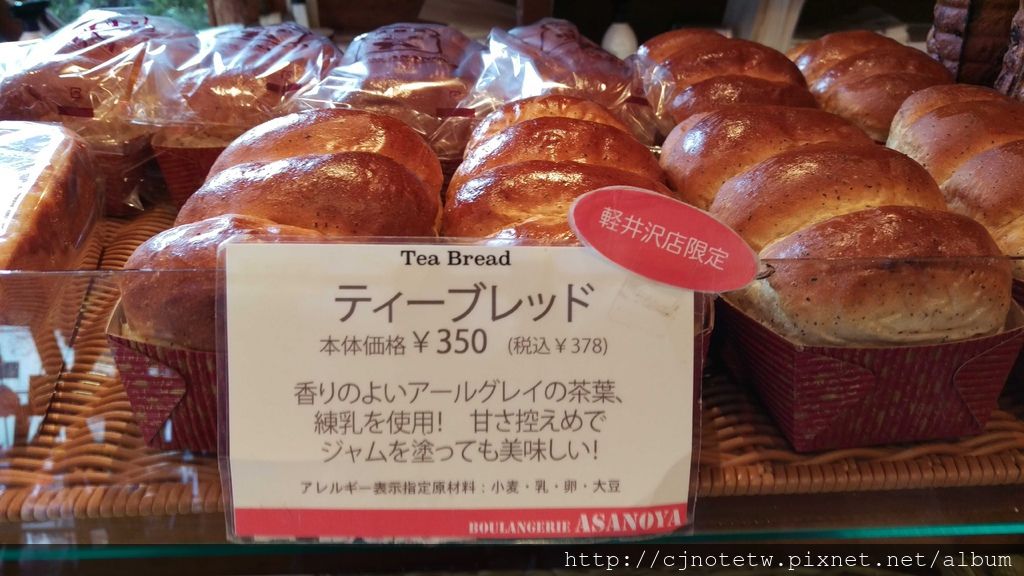 Tea Bread
軽井沢店限定
ティーブレッド
本体価格￥350 (税込￥378)
香りのよいアールグレイの茶葉、
練乳を使用! 甘さ控えめで
ジャムを塗っても美味しい!
アレルギー表示指定原材料：小麦・乳・卵・大豆
BOULANGERIE ASANOYA
http://cjnotetw.pixnet.net/album